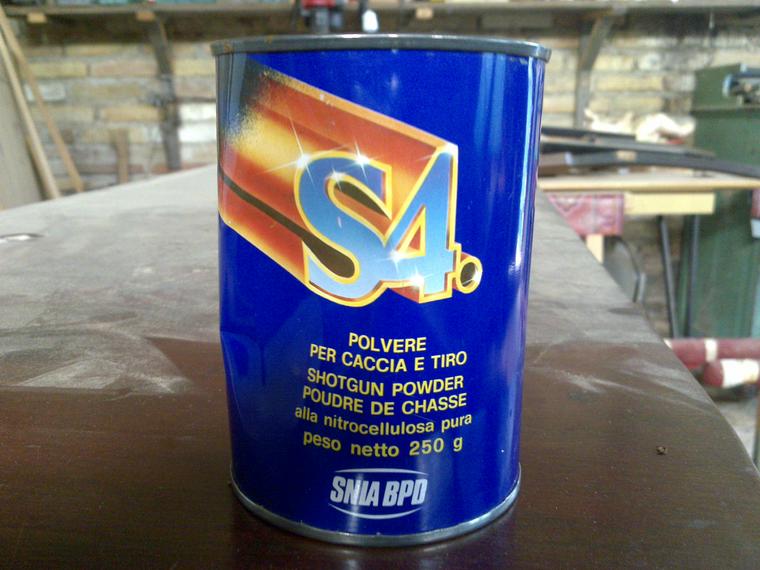 S4
POLVERE
PER CACCIA E TIRO
SHOTGUN POWDER
POUDRE DE CHASSE
alla nitrocellulosa pura
peso netto 250 g
SNIA BPD